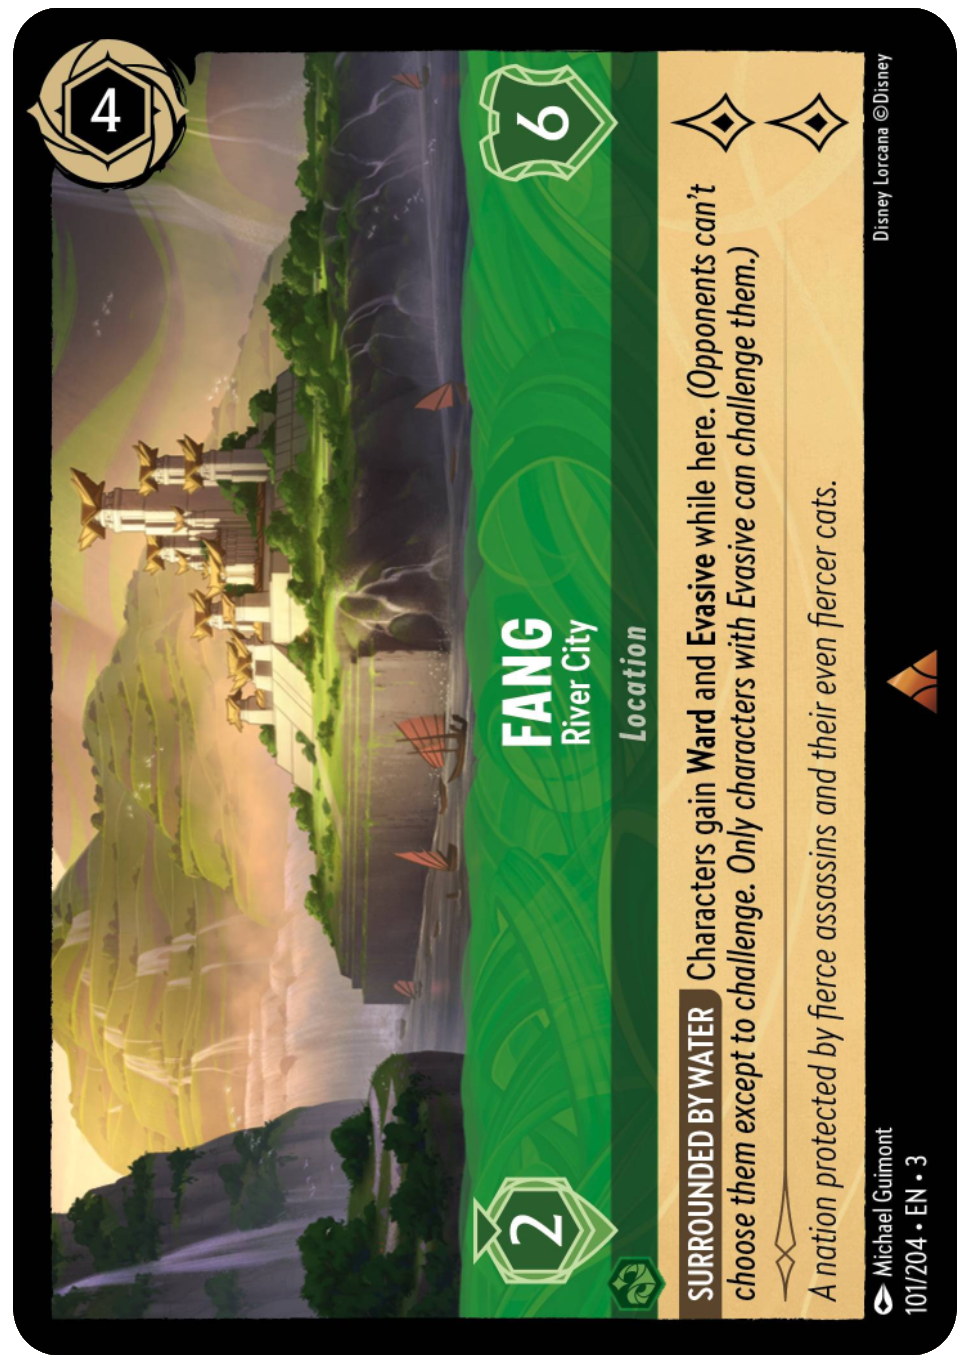 4
6
2
FANG
River City
Location
SURROUNDED BY WATER Characters gain Ward and Evasive while here. (Opponents can't
choose them except to challenge. Only characters with Evasive can challenge them.)
A nation protected by fierce assassins and their even fiercer cats.
Michael Guimont
101/204 • EN • 3
Disney Lorcana ©Disney